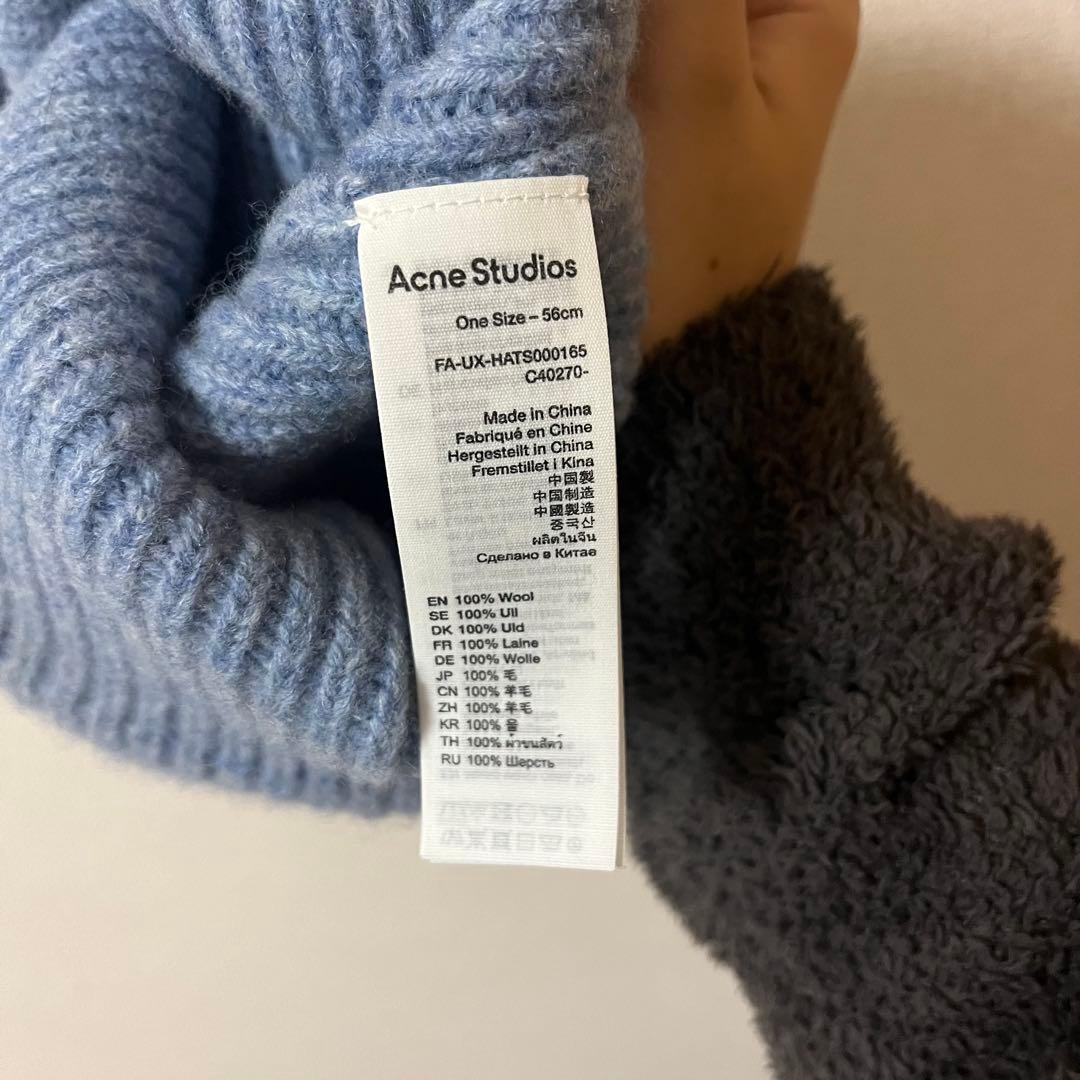 Acne Studios
One Size – 56cm
FA-UX-HATS000165
C40270-
Made in China
Fabriqué en Chine
Hergestellt in China
Fremstillet i Kina
中国製
中国制造
中國製造
중국산
ผลิตในจีน
Сделано в Китае
EN 100% Wool
SE 100% Ull
DK 100% Uld
FR 100% Laine
DE 100% Wolle
JP 100% 毛
CN 100% 羊毛
ZH 100% 羊毛
KR 100% 울
TH 100% ผ้าขนสัตว์
RU 100% Шерсть